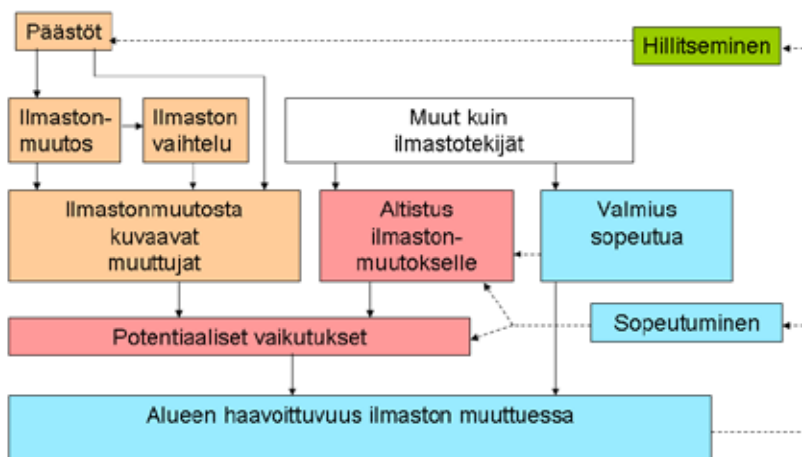 Päästöt
Hillitseminen
Ilmaston-
muutos
Ilmaston
vaihtelu
Muut kuin
ilmastotekijät
Ilmastonmuutosta
kuvaavat
muuttujat
Altistus
ilmaston-
muutokselle
Valmius
sopeutua
Sopeutuminen
Potentiaaliset vaikutukset
Alueen haavoittuvuus ilmaston muuttuessa